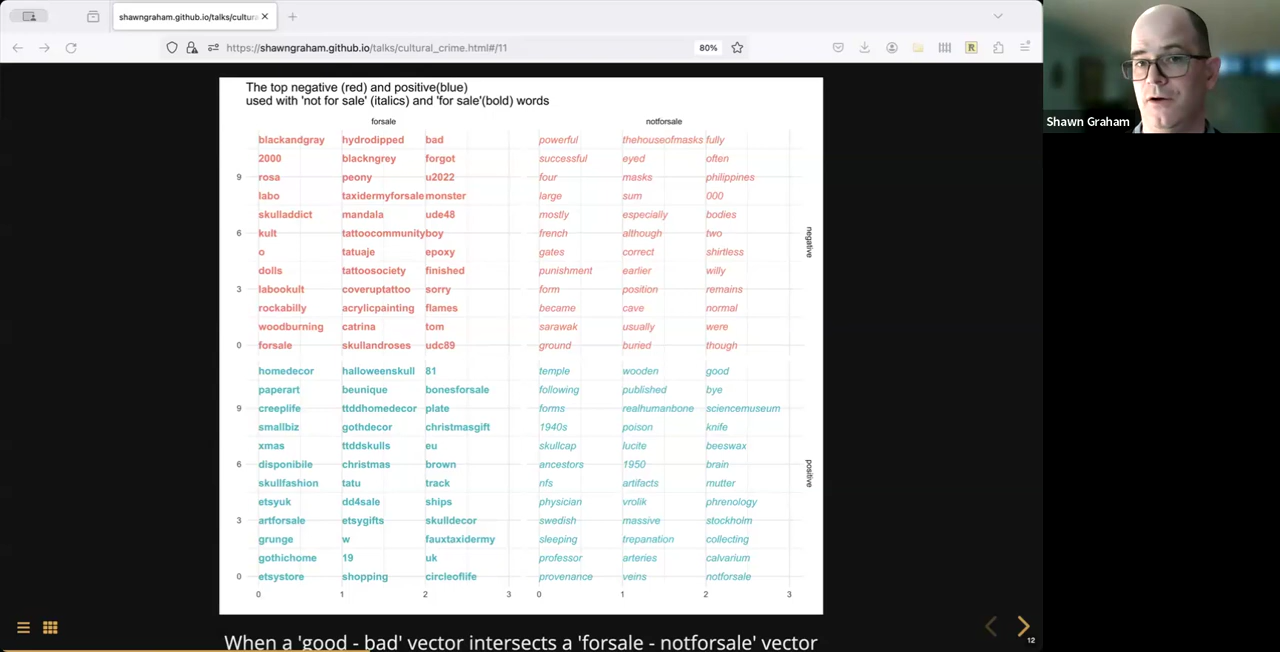 shawngraham.github.io/talks/cultura
https://shawngraham.github.io/talks/cultural_crime.html#/11
80%
R
Shawn Graham
The top negative (red) and positive(blue)
used with 'not for sale' (italics) and 'for sale'(bold) words
forsale notforsale
blackandgray hydrodipped bad powerful thehouseofmasks fully
2000 blackngrey forgot successful eyed often
9 rosa peony u2022 four masks philippines
labo taxidermyforsale monster large sum 000
skulladdict mandala ude48 mostly especially bodies
6 kult tattoocommunity boy french although two
o tatuaje epoxy gates correct shirtless
dolls tattoosociety finished punishment earlier willy
3 labookult coveruptattoo sorry form position remains
rockabilly acrylicpainting flames became cave normal
woodburning catrina tom sarawak usually were
0 forsale skullandroses udc89 ground buried though
negative
homedecor halloweenskull 81 temple wooden good
paperart beunique bonesforsale following published bye
9 creeplife ttddhomedecor plate forms realhumanbone sciencemuseum
smallbiz gothdecor christmasgift 1940s poison knife
xmas ttddskulls eu skullcap lucite beeswax
6 disponibile christmas brown ancestors 1950 brain
skullfashion tatu track nfs artifacts mutter
etsyuk dd4sale ships physician vrolik phrenology
3 artforsale etsygifts skulldecor swedish massive stockholm
grunge w fauxtaxidermy sleeping trepanation collecting
gothichome 19 uk professor arteries calvarium
0 etsystore shopping circleoflife provenance veins notforsale
positive
0 1 2 3 0 1 2 3
When a 'good - bad' vector intersects a 'forsale - notforsale' vector
12